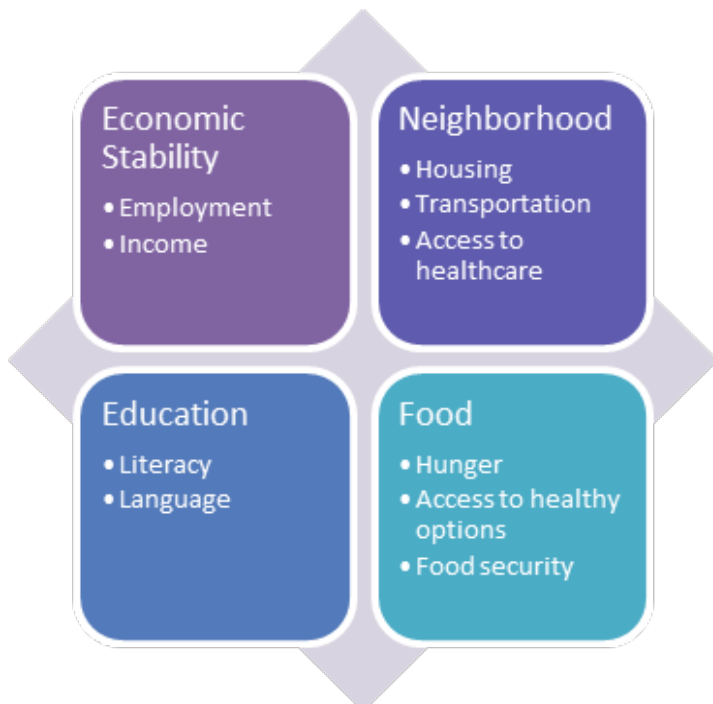 Economic
Stability
• Employment
• Income
Neighborhood
• Housing
• Transportation
• Access to
healthcare
Education
• Literacy
• Language
Food
• Hunger
• Access to healthy
options
• Food security